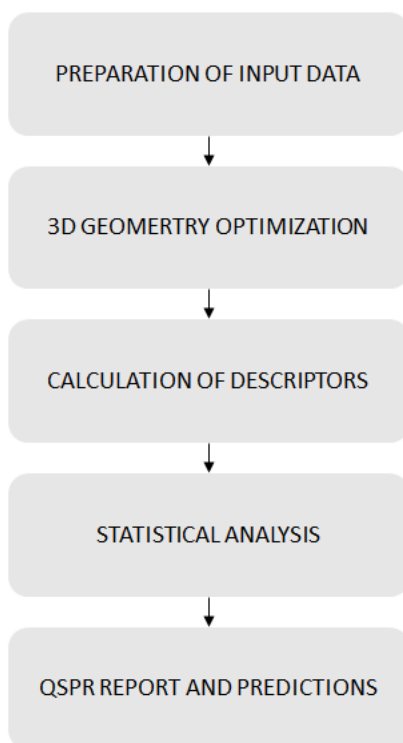 PREPARATION OF INPUT DATA
3D GEOMERTRY OPTIMIZATION
CALCULATION OF DESCRIPTORS
STATISTICAL ANALYSIS
QSPR REPORT AND PREDICTIONS